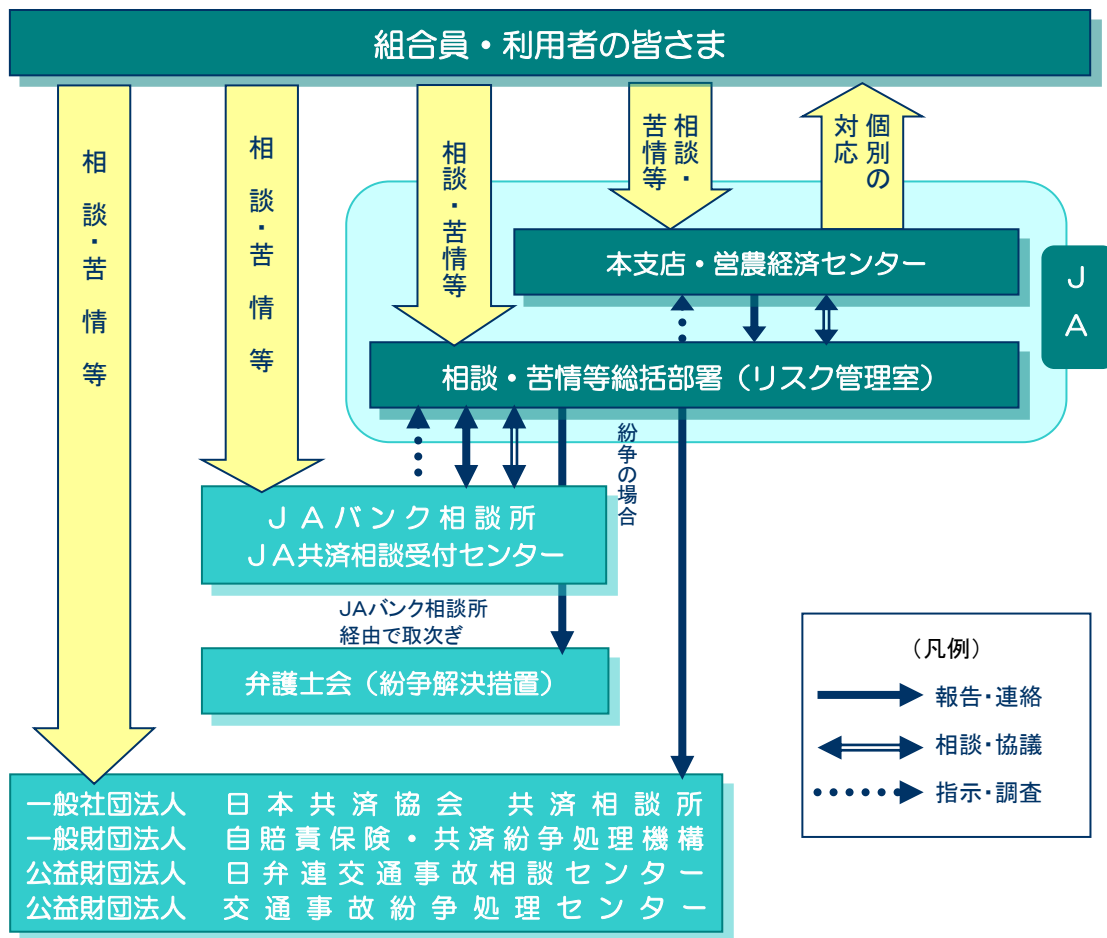 組合員・利用者の皆さま
相談・苦情等
相談・苦情等
相談・苦情等
相談・
苦情等
個別の
対応
本支店・営農経済センター
JA
相談・苦情等総括部署（リスク管理室）
紛争の場合
JAバンク相談所
JA共済相談受付センター
JAバンク相談所
経由で取次ぎ
弁護士会（紛争解決措置）
（凡例）
報告・連絡
相談・協議
指示・調査
一般社団法人　日本共済協会　共済相談所
一般財団法人　自賠責保険・共済紛争処理機構
公益財団法人　日弁連交通事故相談センター
公益財団法人　交通事故紛争処理センター